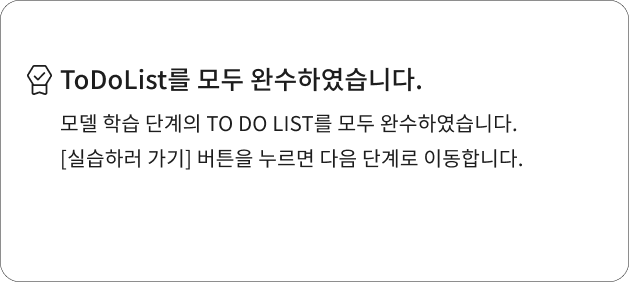 ToDoList를 모두 완수하였습니다.
모델 학습 단계의 TO DO LIST를 모두 완수하였습니다.
[실습하러 가기] 버튼을 누르면 다음 단계로 이동합니다.